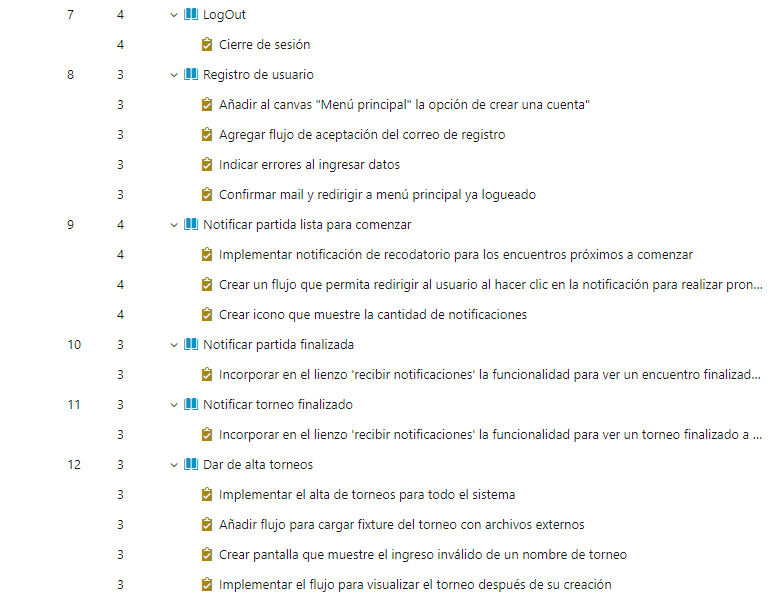 7 4 LogOut
4 Cierre de sesión
8 3 Registro de usuario
3 Añadir al canvas "Menú principal" la opción de crear una cuenta"
3 Agregar flujo de aceptación del correo de registro
3 Indicar errores al ingresar datos
3 Confirmar mail y redirigir a menú principal ya logueado
9 4 Notificar partida lista para comenzar
4 Implementar notificación de recodatorio para los encuentros próximos a comenzar
4 Crear un flujo que permita redirigir al usuario al hacer clic en la notificación para realizar pron...
4 Crear icono que muestre la cantidad de notificaciones
10 3 Notificar partida finalizada
3 Incorporar en el lienzo 'recibir notificaciones' la funcionalidad para ver un encuentro finalizad...
11 3 Notificar torneo finalizado
3 Incorporar en el lienzo 'recibir notificaciones' la funcionalidad para ver un torneo finalizado a ...
12 3 Dar de alta torneos
3 Implementar el alta de torneos para todo el sistema
3 Añadir flujo para cargar fixture del torneo con archivos externos
3 Crear pantalla que muestre el ingreso inválido de un nombre de torneo
3 Implementar el flujo para visualizar el torneo después de su creación